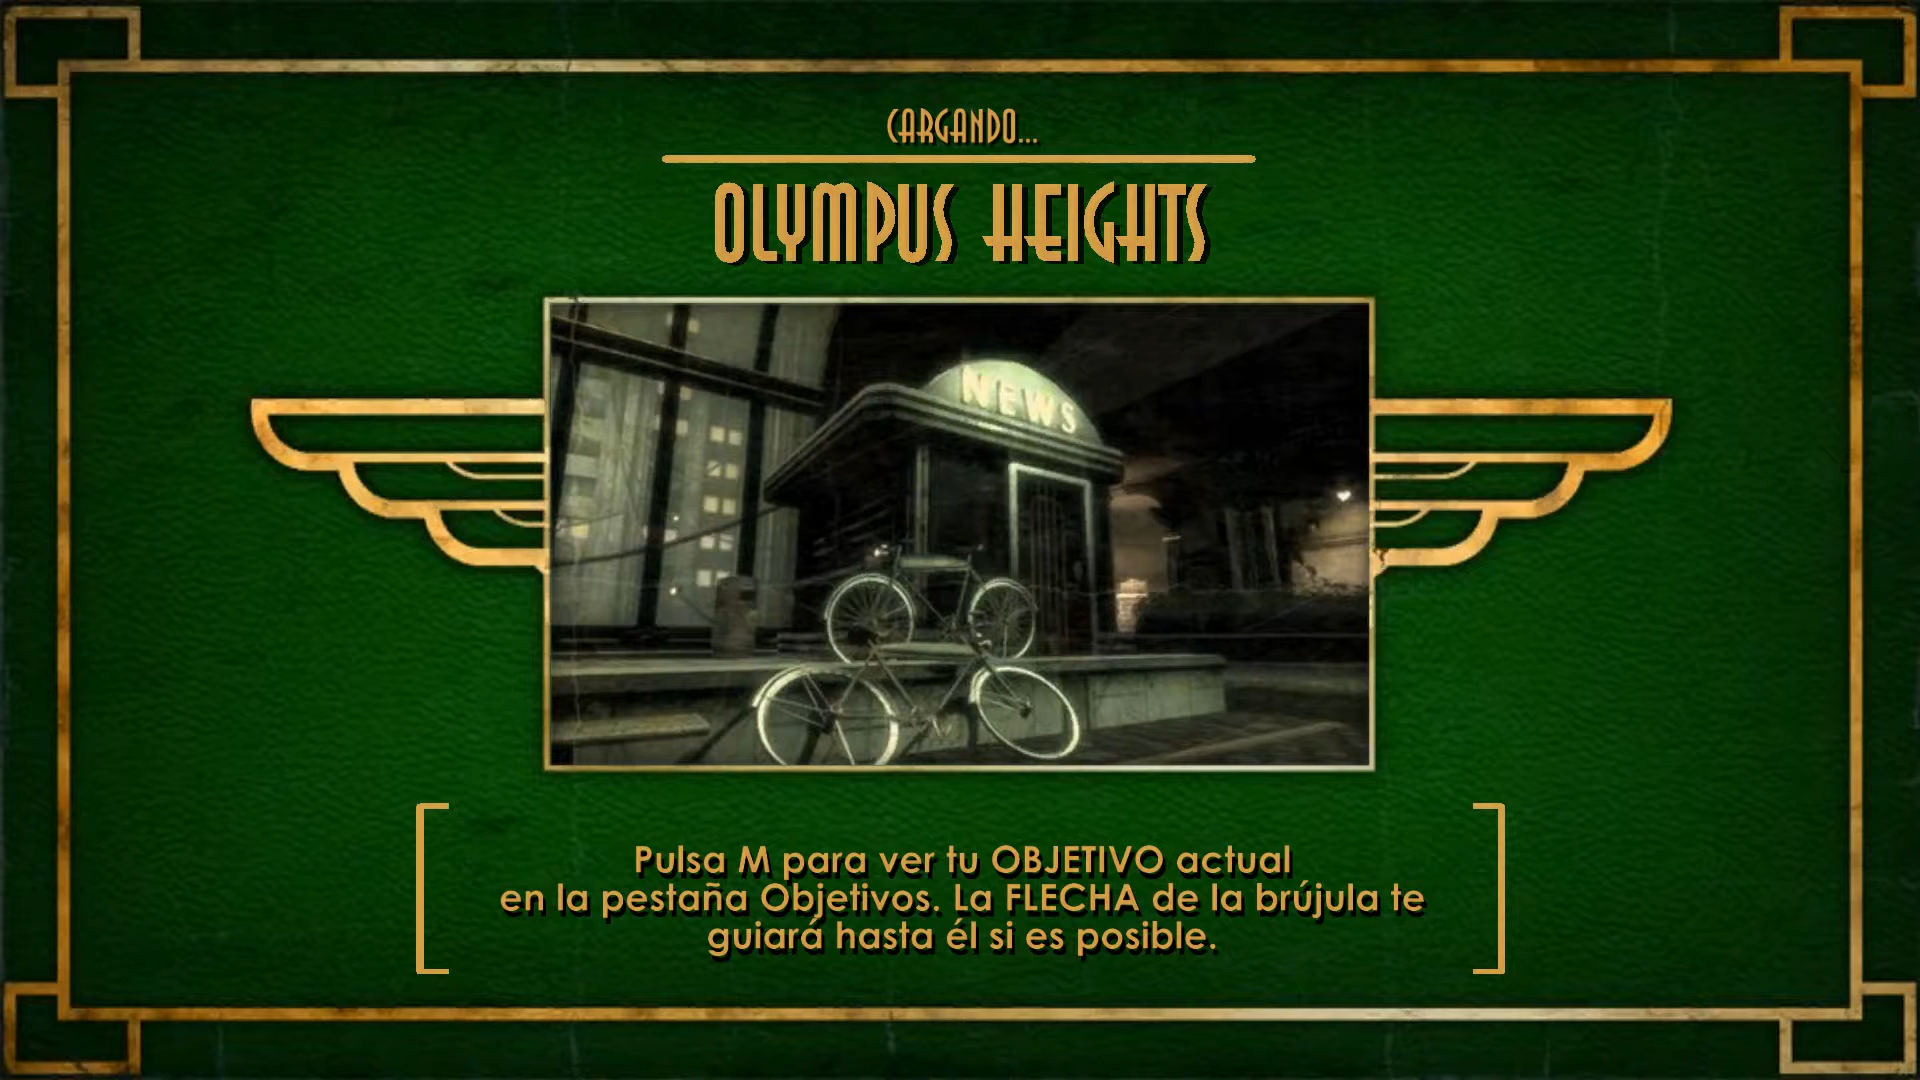 CARGANDO...
OLYMPUS HEIGHTS
NEWS
Pulsa M para ver tu OBJETIVO actual
en la pestaña Objetivos. La FLECHA de la brújula te
guiará hasta él si es posible.